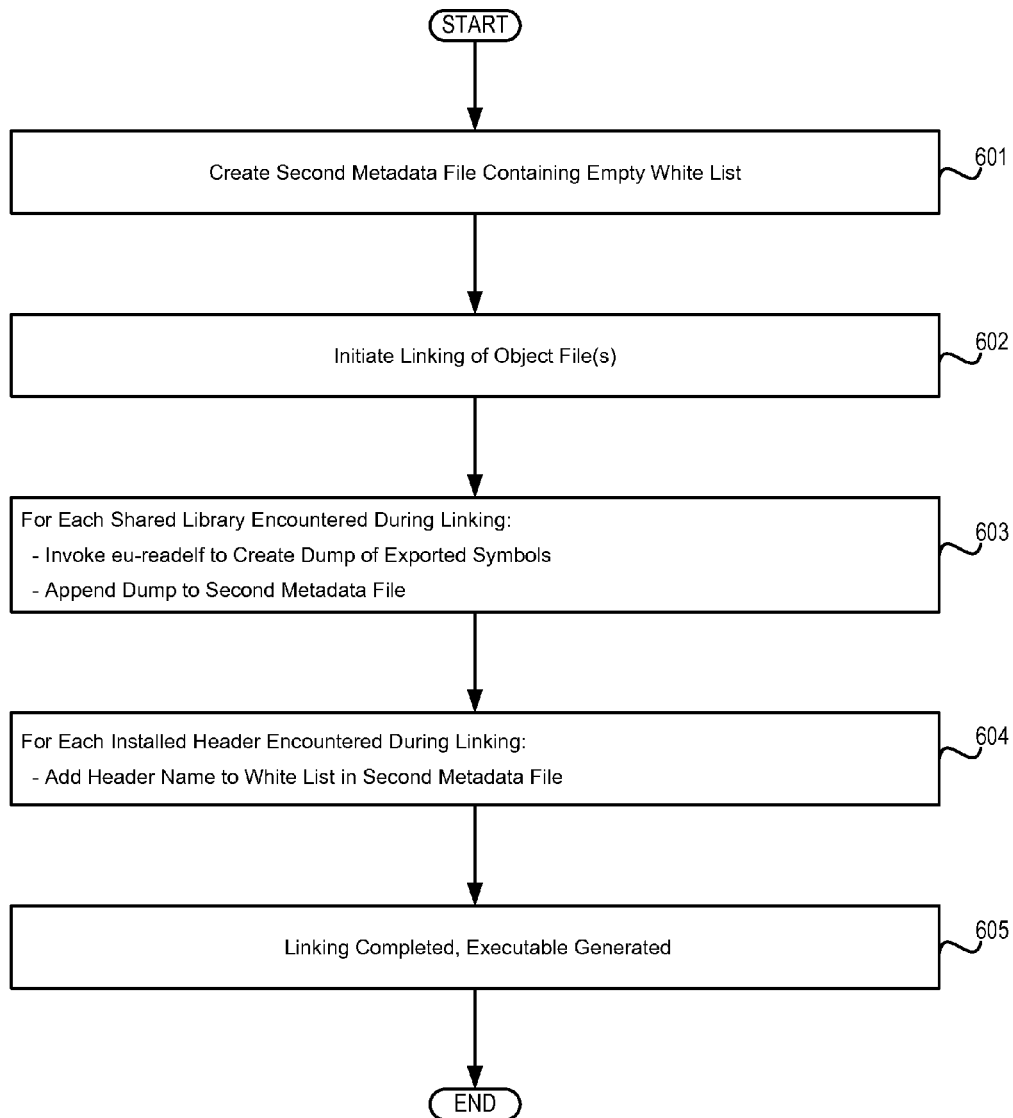 START
Create Second Metadata File Containing Empty White List
601
Initiate Linking of Object File(s)
602
For Each Shared Library Encountered During Linking:
- Invoke eu-readelf to Create Dump of Exported Symbols
- Append Dump to Second Metadata File
603
For Each Installed Header Encountered During Linking:
- Add Header Name to White List in Second Metadata File
604
Linking Completed, Executable Generated
605
END